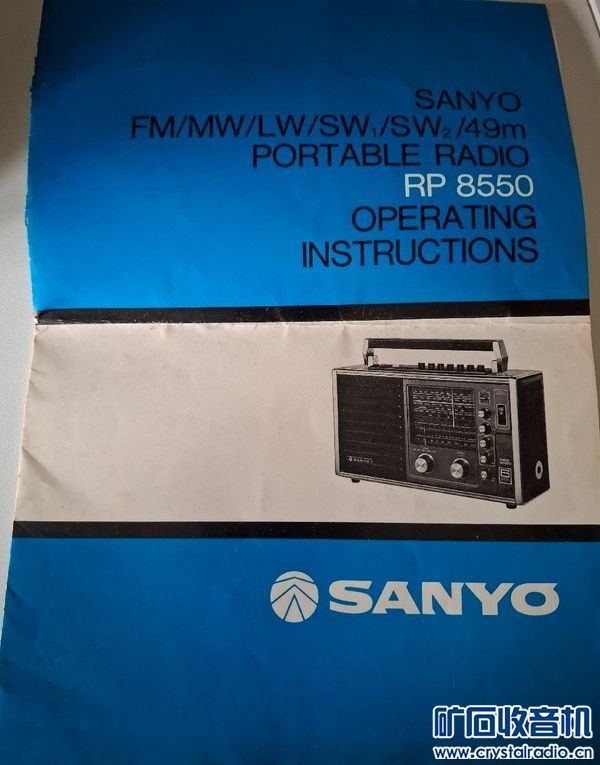 SANYO
FM/MW/LW/SW₁/SW₂/49m
PORTABLE RADIO
RP 8550
OPERATING
INSTRUCTIONS
SANYO
SANYO
矿石收音机
www.crystalradio.cn